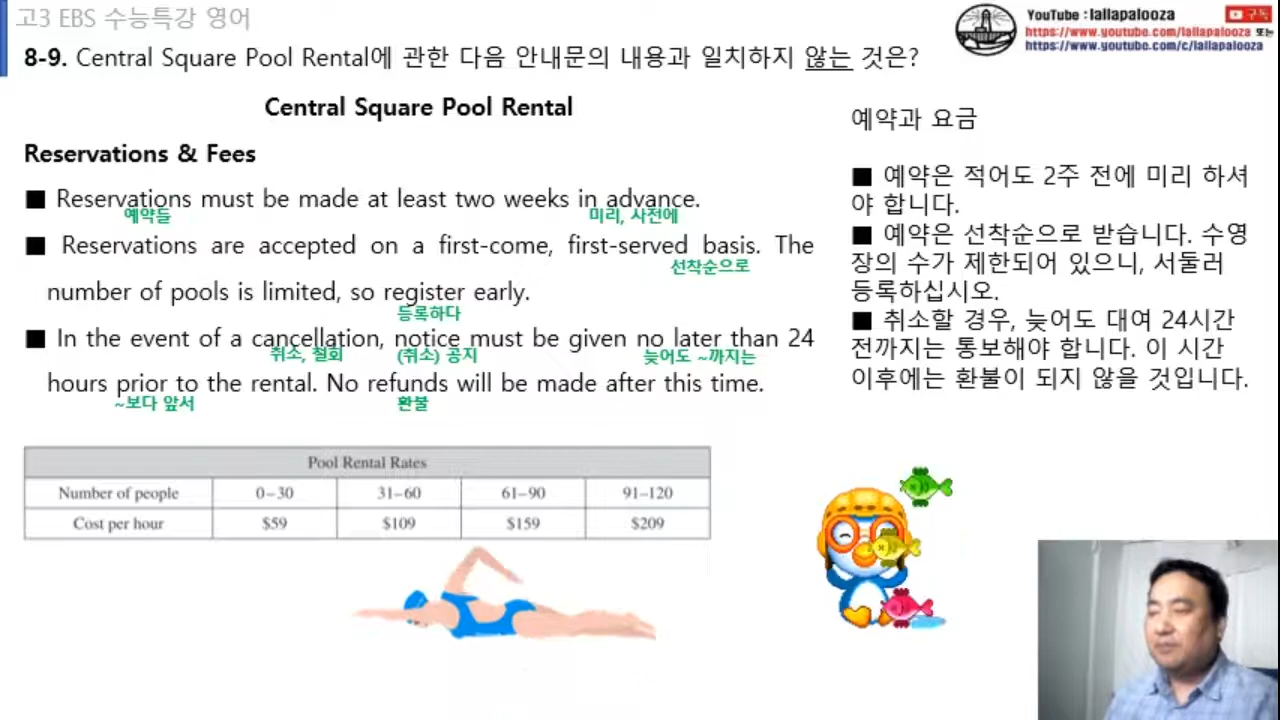 고3 EBS 수능특강 영어
YouTube : lallapalooza
구독
https://www.youtube.com/lallapalooza 또는
https://www.youtube.com/c/lallapalooza
8-9. Central Square Pool Rental에 관한 다음 안내문의 내용과 일치하지 않는 것은?
Central Square Pool Rental
Reservations & Fees
■ Reservations must be made at least two weeks in advance.
예약들 미리, 사전에
■ Reservations are accepted on a first-come, first-served basis. The
선착순으로
number of pools is limited, so register early.
등록하다
■ In the event of a cancellation, notice must be given no later than 24
취소, 철회 (취소) 공지 늦어도 ~까지는
hours prior to the rental. No refunds will be made after this time.
~보다 앞서 환불
예약과 요금
■ 예약은 적어도 2주 전에 미리 하셔
야 합니다.
■ 예약은 선착순으로 받습니다. 수영
장의 수가 제한되어 있으니, 서둘러
등록하십시오.
■ 취소할 경우, 늦어도 대여 24시간
전까지는 통보해야 합니다. 이 시간
이후에는 환불이 되지 않을 것입니다.
Pool Rental Rates
Number of people 0–30 31–60 61–90 91–120
Cost per hour $59 $109 $159 $209